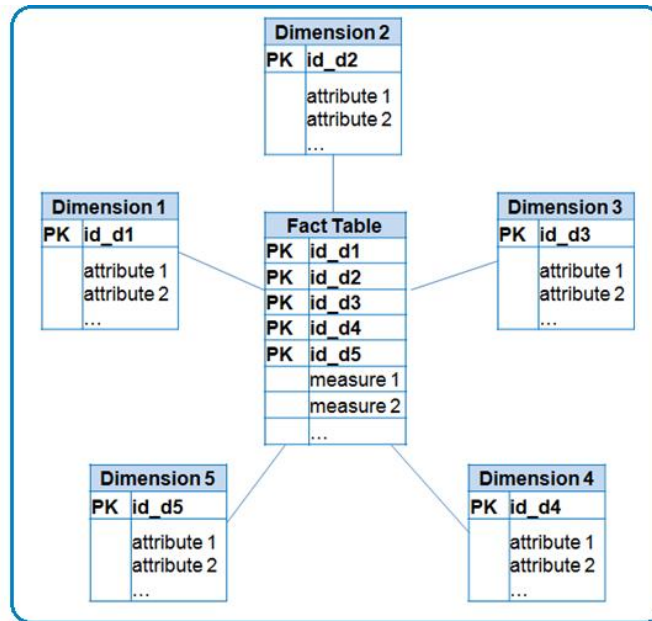 Dimension 2
PK id_d2
attribute 1
attribute 2
...
Dimension 1
PK id_d1
attribute 1
attribute 2
...
Fact Table
PK id_d1
PK id_d2
PK id_d3
PK id_d4
PK id_d5
measure 1
measure 2
...
Dimension 3
PK id_d3
attribute 1
attribute 2
...
Dimension 5
PK id_d5
attribute 1
attribute 2
...
Dimension 4
PK id_d4
attribute 1
attribute 2
...